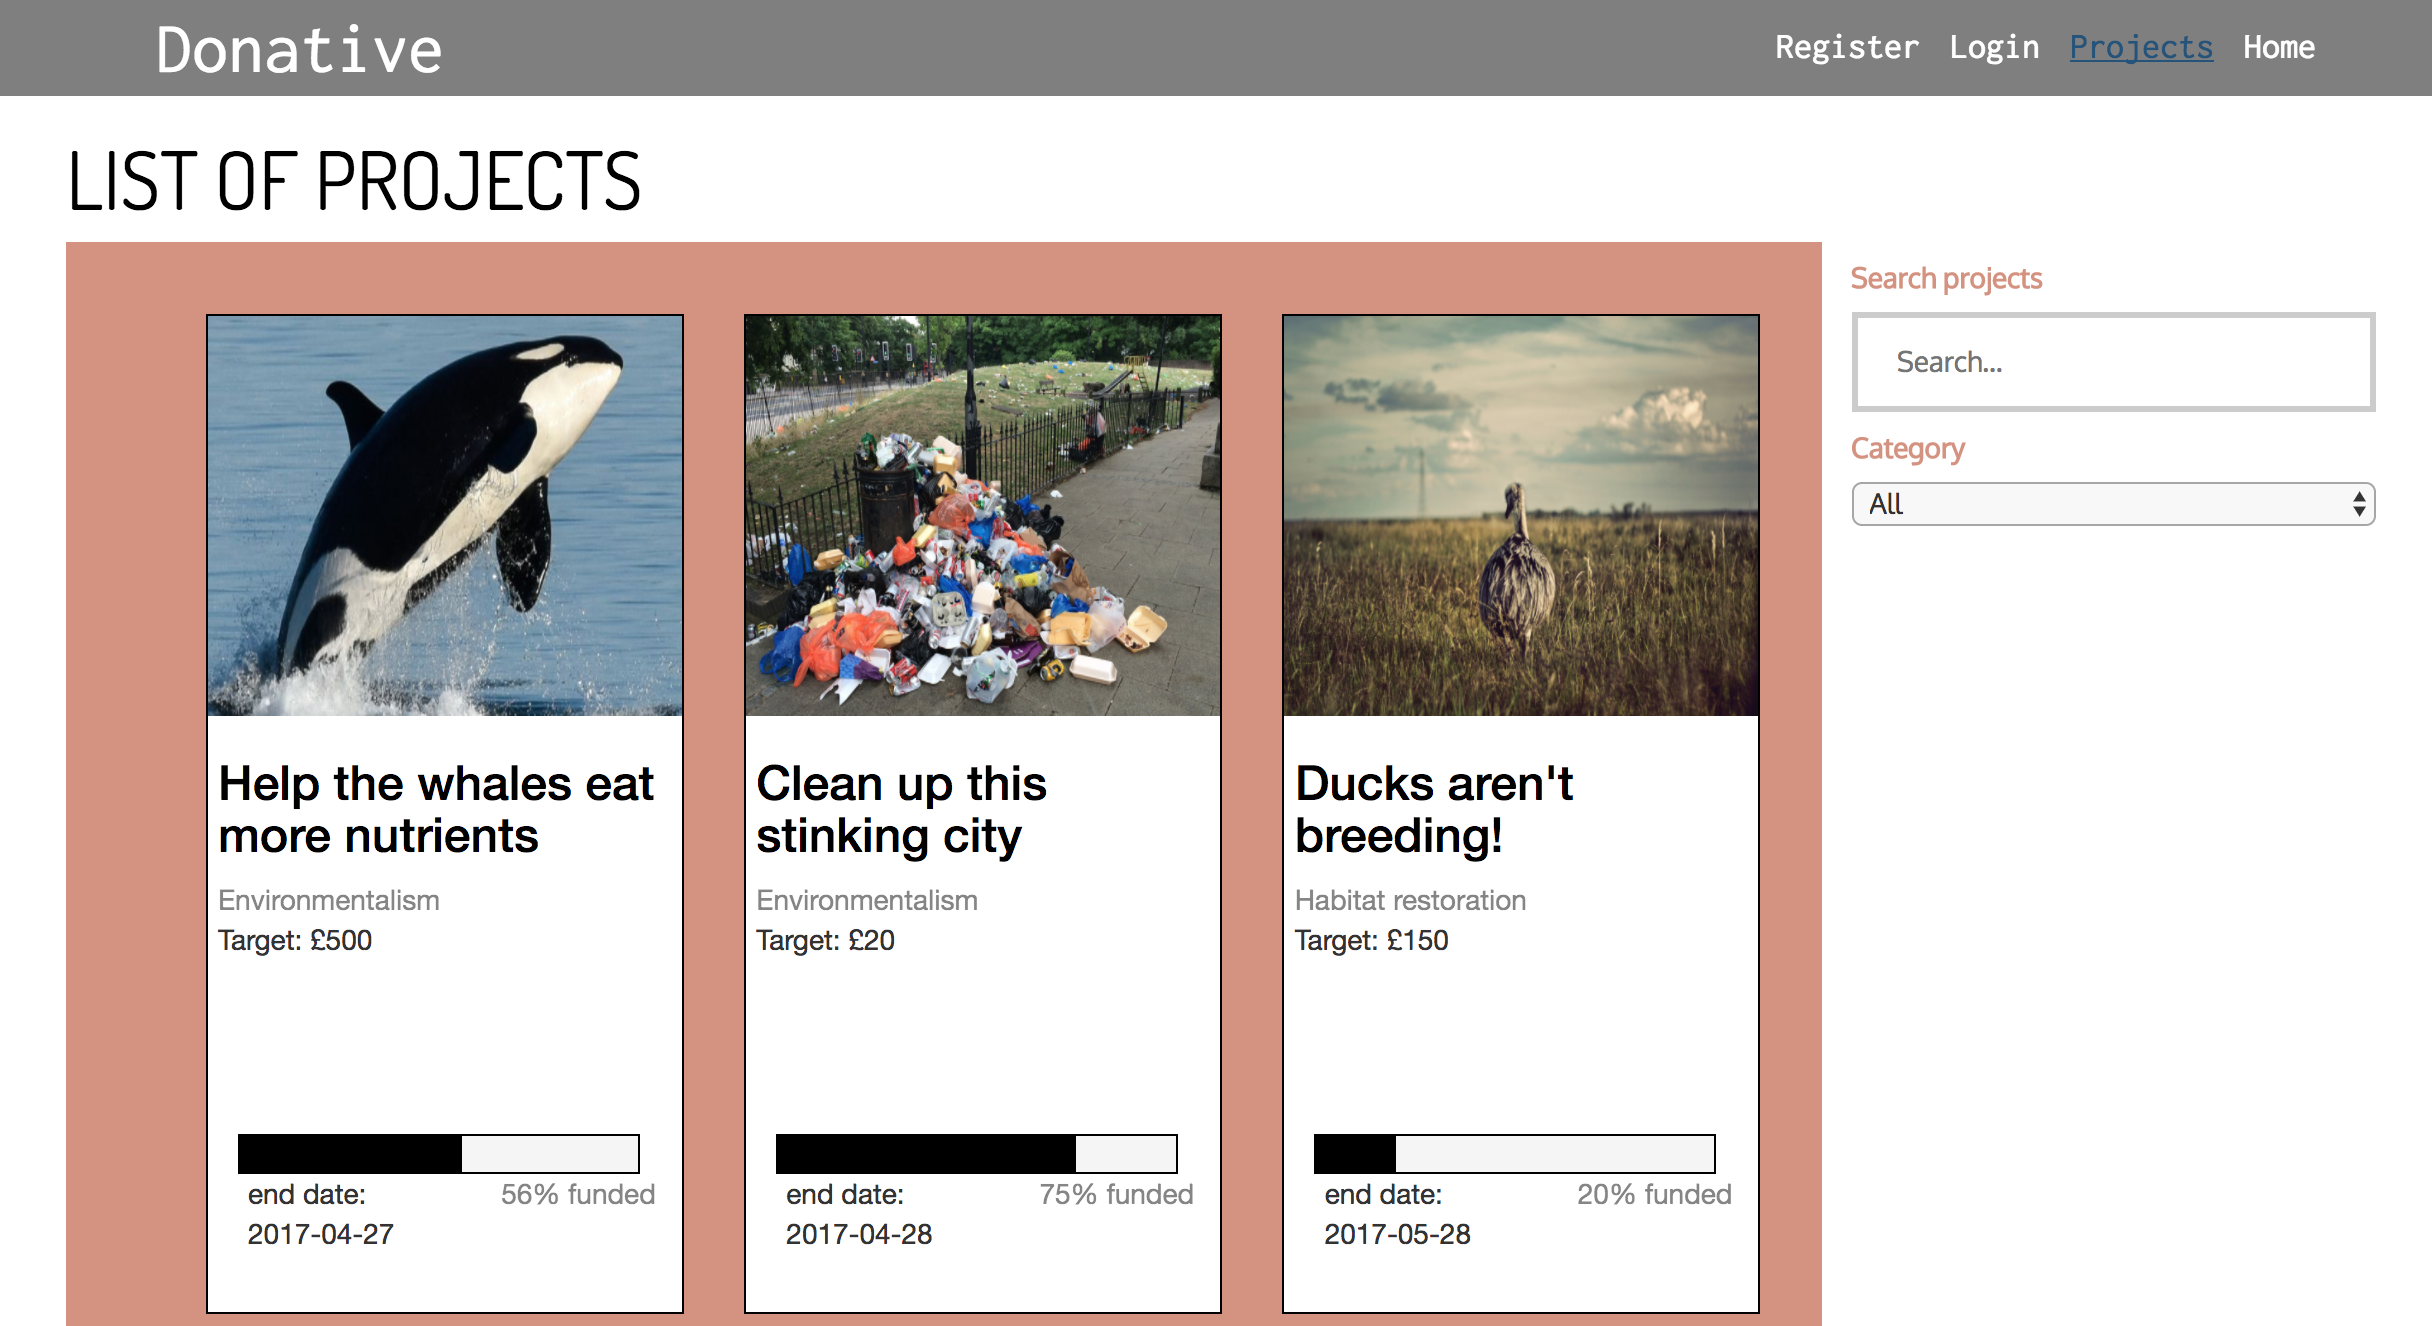 Donative
Register Login Projects Home
LIST OF PROJECTS
Search projects
Search...
Category
All
Help the whales eat
more nutrients
Environmentalism
Target: £500
end date:
2017-04-27
56% funded
Clean up this
stinking city
Environmentalism
Target: £20
end date:
2017-04-28
75% funded
Ducks aren't
breeding!
Habitat restoration
Target: £150
end date:
2017-05-28
20% funded